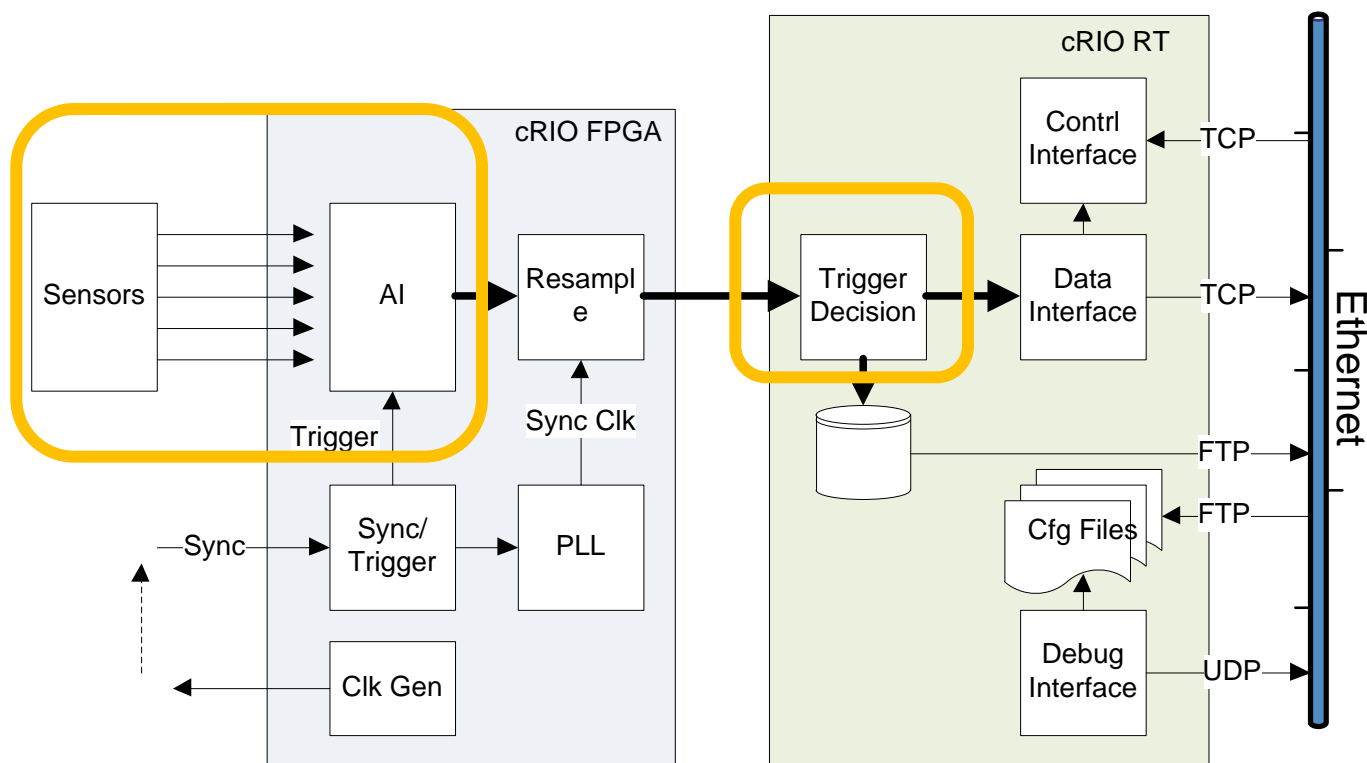 cRIO RT
cRIO FPGA
Contrl
Interface
TCP
Sensors
AI
Resampl
e
Trigger
Decision
Data
Interface
TCP
Ethernet
Trigger
Sync Clk
FTP
FTP
Sync
Sync/
Trigger
PLL
Cfg Files
Clk Gen
Debug
Interface
UDP